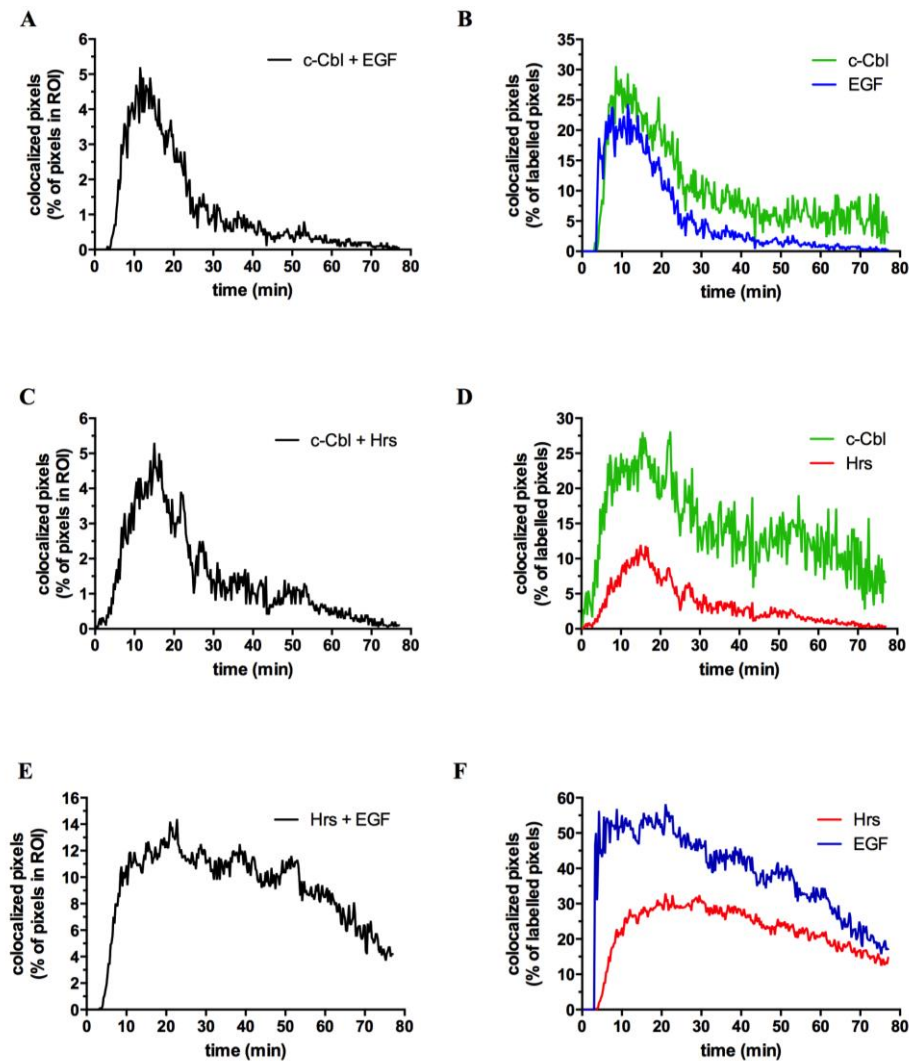 A
colocalized pixels
(% of pixels in ROI)
6
5
4
3
2
1
0
c-Cbl + EGF
0 10 20 30 40 50 60 70 80
time (min)
B
colocalized pixels
(% of labelled pixels)
35
30
25
20
15
10
5
0
c-Cbl
EGF
0 10 20 30 40 50 60 70 80
time (min)
C
colocalized pixels
(% of pixels in ROI)
6
5
4
3
2
1
0
c-Cbl + Hrs
0 10 20 30 40 50 60 70 80
time (min)
D
colocalized pixels
(% of labelled pixels)
30
25
20
15
10
5
0
c-Cbl
Hrs
0 10 20 30 40 50 60 70 80
time (min)
E
colocalized pixels
(% of pixels in ROI)
16
14
12
10
8
6
4
2
0
Hrs + EGF
0 10 20 30 40 50 60 70 80
time (min)
F
colocalized pixels
(% of labelled pixels)
60
50
40
30
20
10
0
Hrs
EGF
0 10 20 30 40 50 60 70 80
time (min)